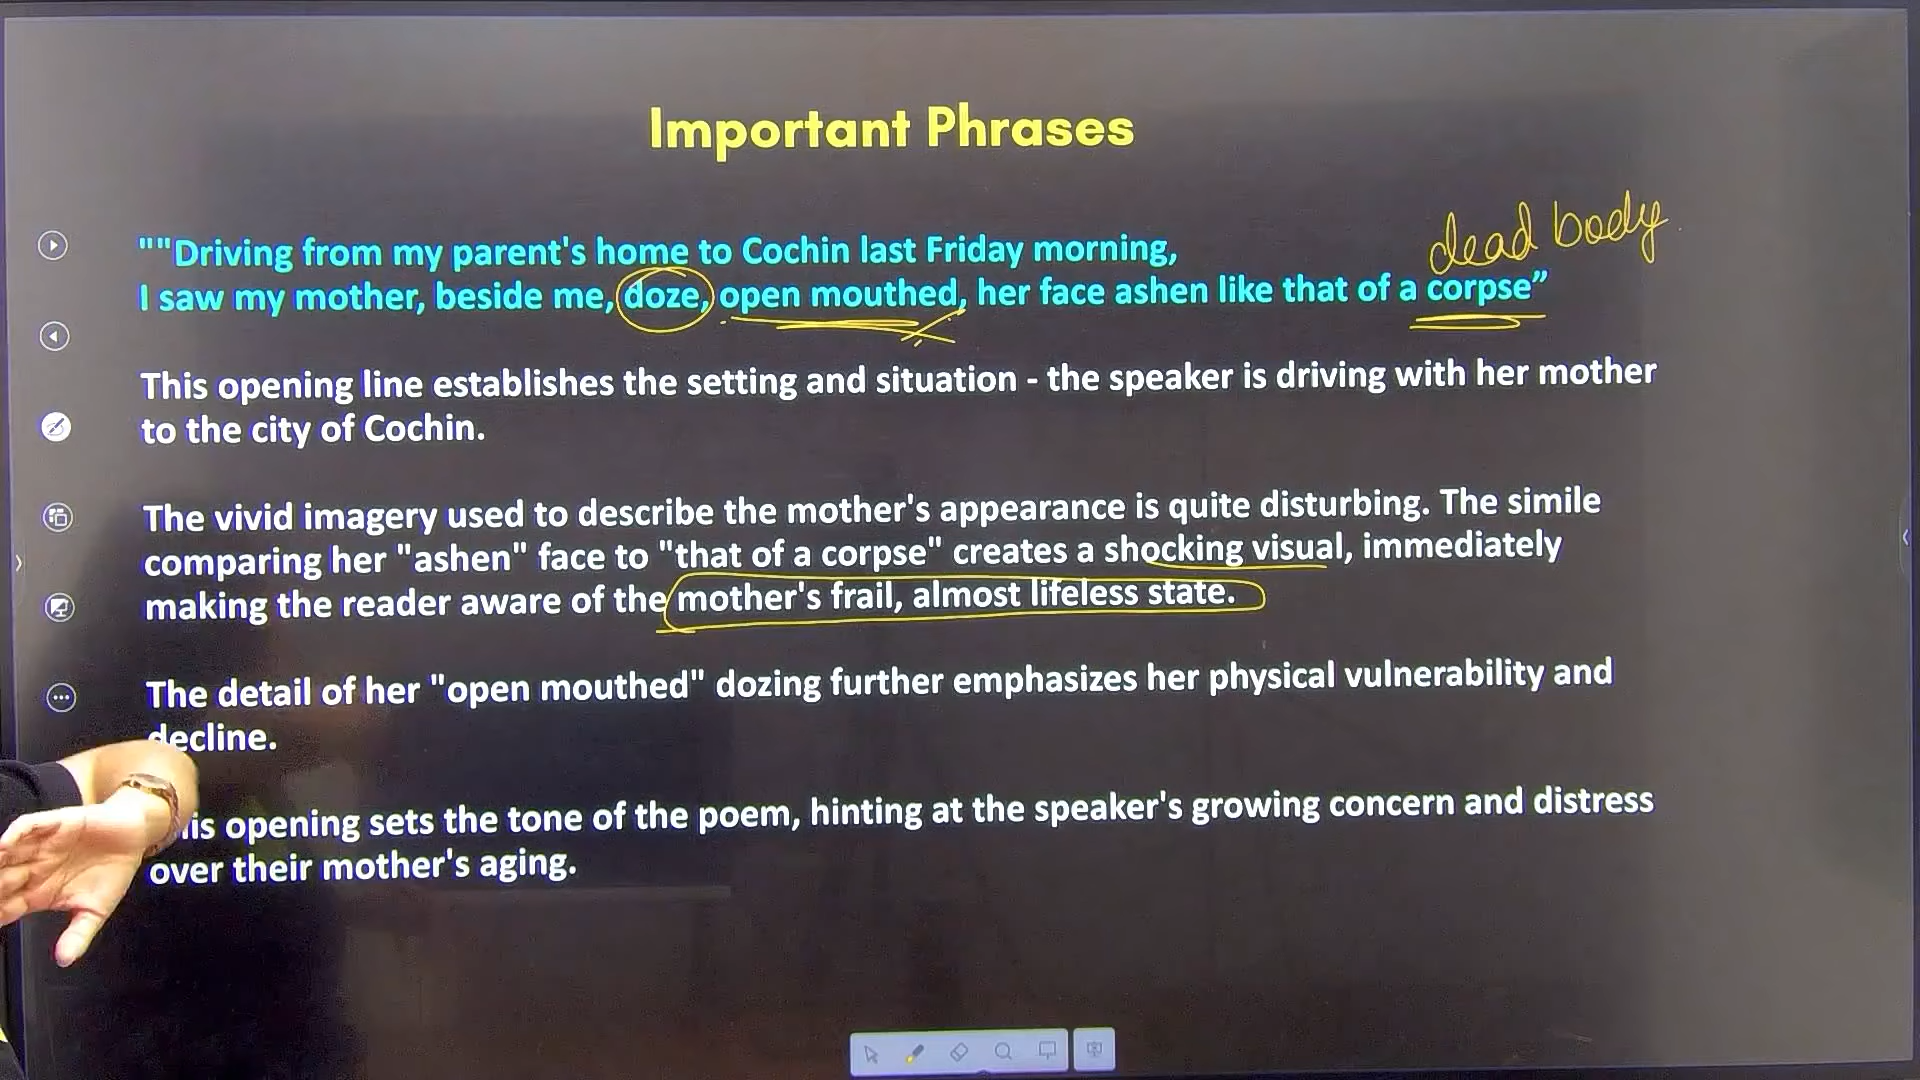 Important Phrases
dead body
""Driving from my parent's home to Cochin last Friday morning,
I saw my mother, beside me, doze, open mouthed, her face ashen like that of a corpse”
This opening line establishes the setting and situation - the speaker is driving with her mother
to the city of Cochin.
The vivid imagery used to describe the mother's appearance is quite disturbing. The simile
comparing her "ashen" face to "that of a corpse" creates a shocking visual, immediately
making the reader aware of the mother's frail, almost lifeless state.
The detail of her "open mouthed" dozing further emphasizes her physical vulnerability and
decline.
opening sets the tone of the poem, hinting at the speaker's growing concern and distress
over their mother's aging.